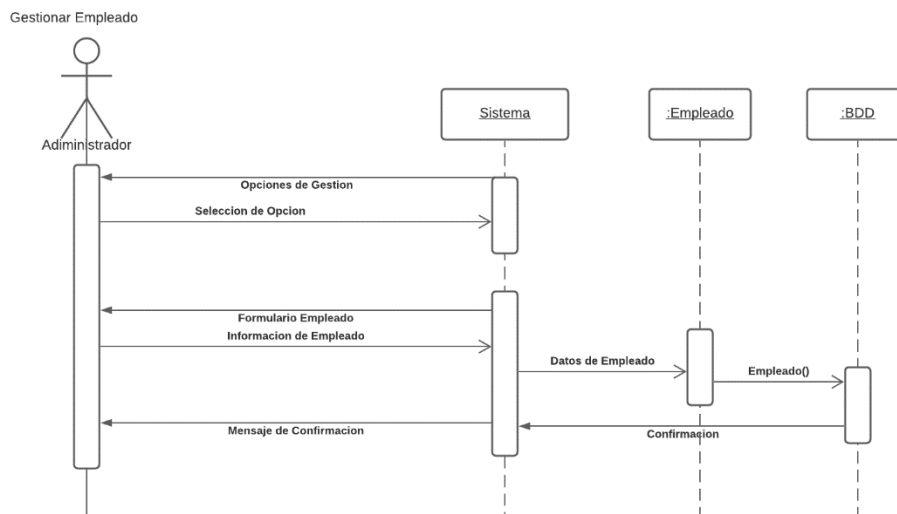 Gestionar Empleado
Sistema
:Empleado
:BDD
Adiministrador
Opciones de Gestion
Seleccion de Opcion
Formulario Empleado
Informacion de Empleado
Datos de Empleado
Empleado()
Mensaje de Confirmacion
Confirmacion